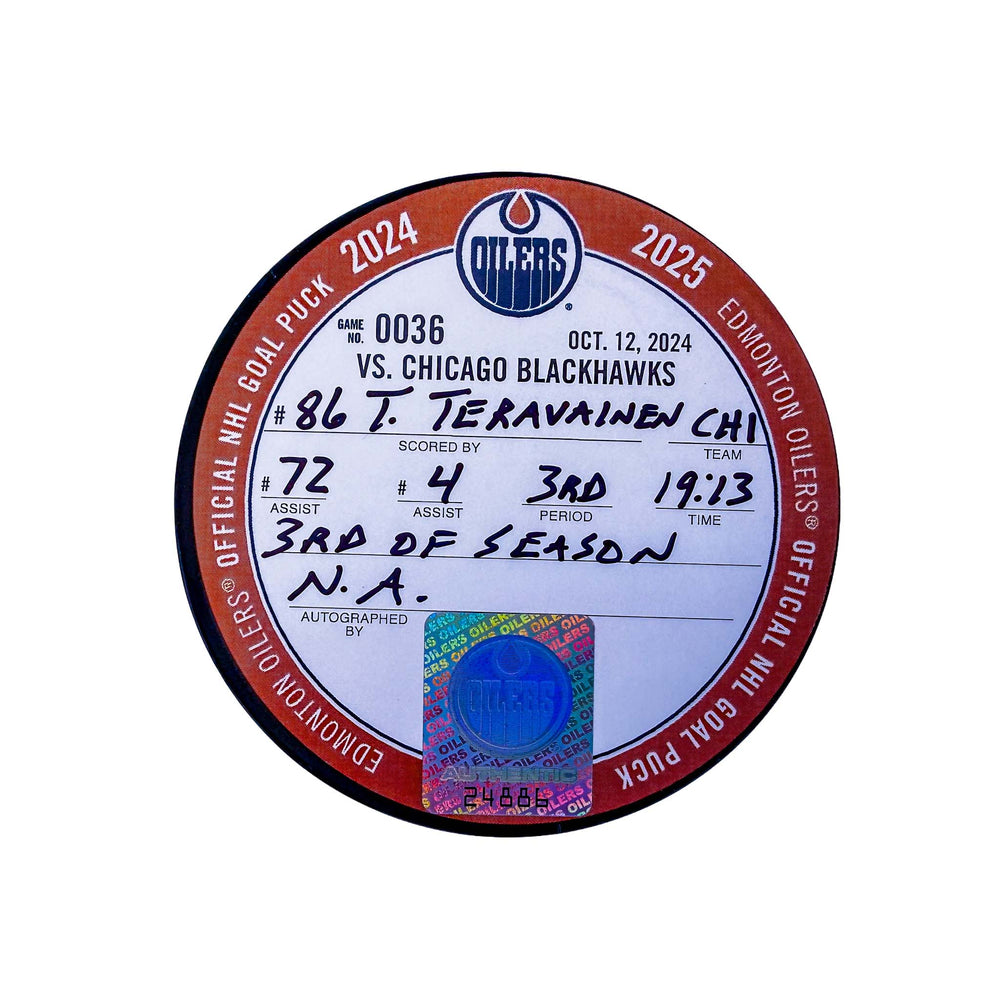 2024
2025
OILERS
®
EDMONTON OILERS® OFFICIAL NHL GOAL PUCK
EDMONTON OILERS® OFFICIAL NHL GOAL PUCK
GAME NO. 0036
OCT. 12, 2024
VS. CHICAGO BLACKHAWKS
# 86 T. TERAVAINEN CHI
SCORED BY TEAM
# 72 # 4 3RD 19:13
ASSIST ASSIST PERIOD TIME
3RD OF SEASON
N.A.
AUTOGRAPHED BY
OILERS
AUTHENTIC
24886